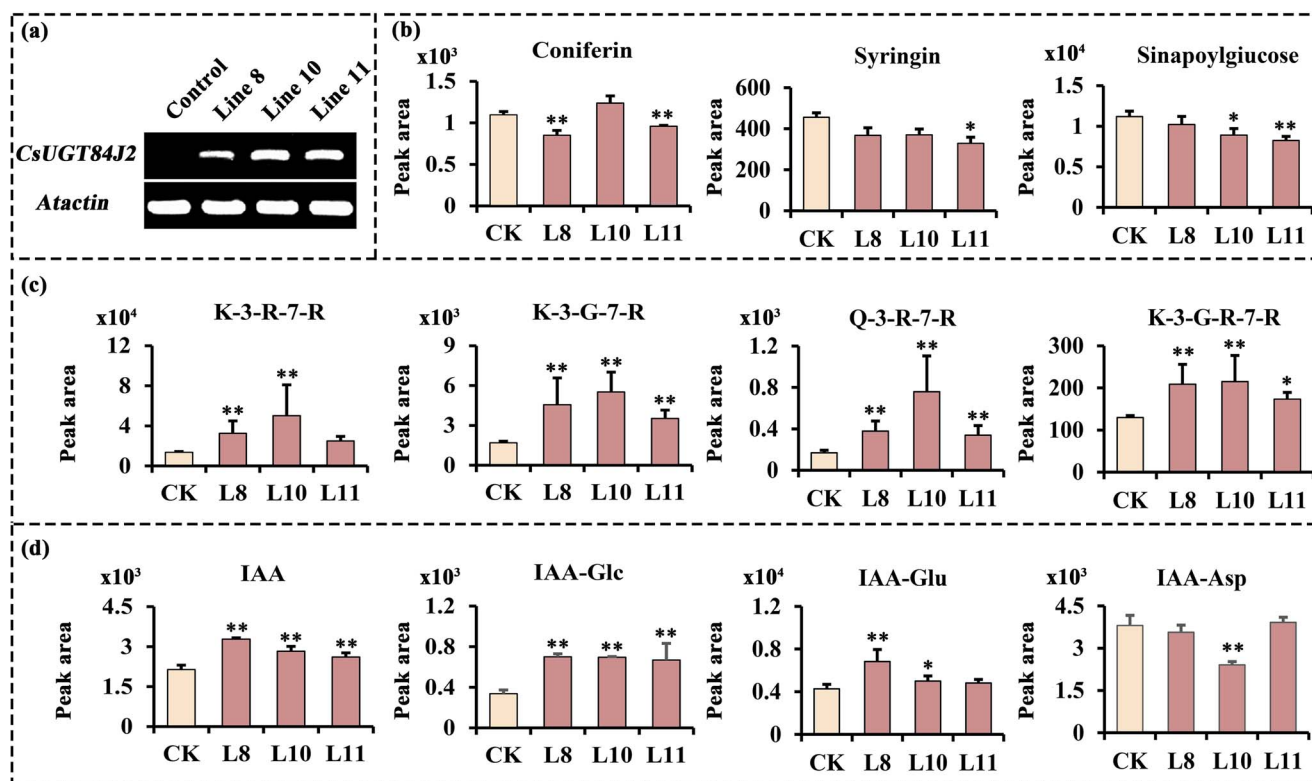 (a)
Control
Line 8
Line 10
Line 11
CsUGT84J2
Atactin
(b)
x10³
Coniferin
Peak area
1.5
1
0.5
0
**
**
CK L8 L10 L11
Syringin
Peak area
600
400
200
0
*
CK L8 L10 L11
x10⁴
Sinapoylgiucose
Peak area
1.5
1
0.5
0
*
**
CK L8 L10 L11
(c)
x10⁴
K-3-R-7-R
Peak area
12
8
4
0
**
**
CK L8 L10 L11
x10³
K-3-G-7-R
Peak area
9
6
3
0
**
**
**
CK L8 L10 L11
x10³
Q-3-R-7-R
Peak area
1.2
0.8
0.4
0
**
**
**
CK L8 L10 L11
K-3-G-R-7-R
Peak area
300
200
100
0
**
**
*
CK L8 L10 L11
(d)
x10³
IAA
Peak area
4.5
3
1.5
0
**
**
**
CK L8 L10 L11
x10³
IAA-Glc
Peak area
1.2
0.8
0.4
0
**
**
**
CK L8 L10 L11
x10⁴
IAA-Glu
Peak area
1.2
0.8
0.4
0
**
*
CK L8 L10 L11
x10³
IAA-Asp
Peak area
4.5
3
1.5
0
**
CK L8 L10 L11